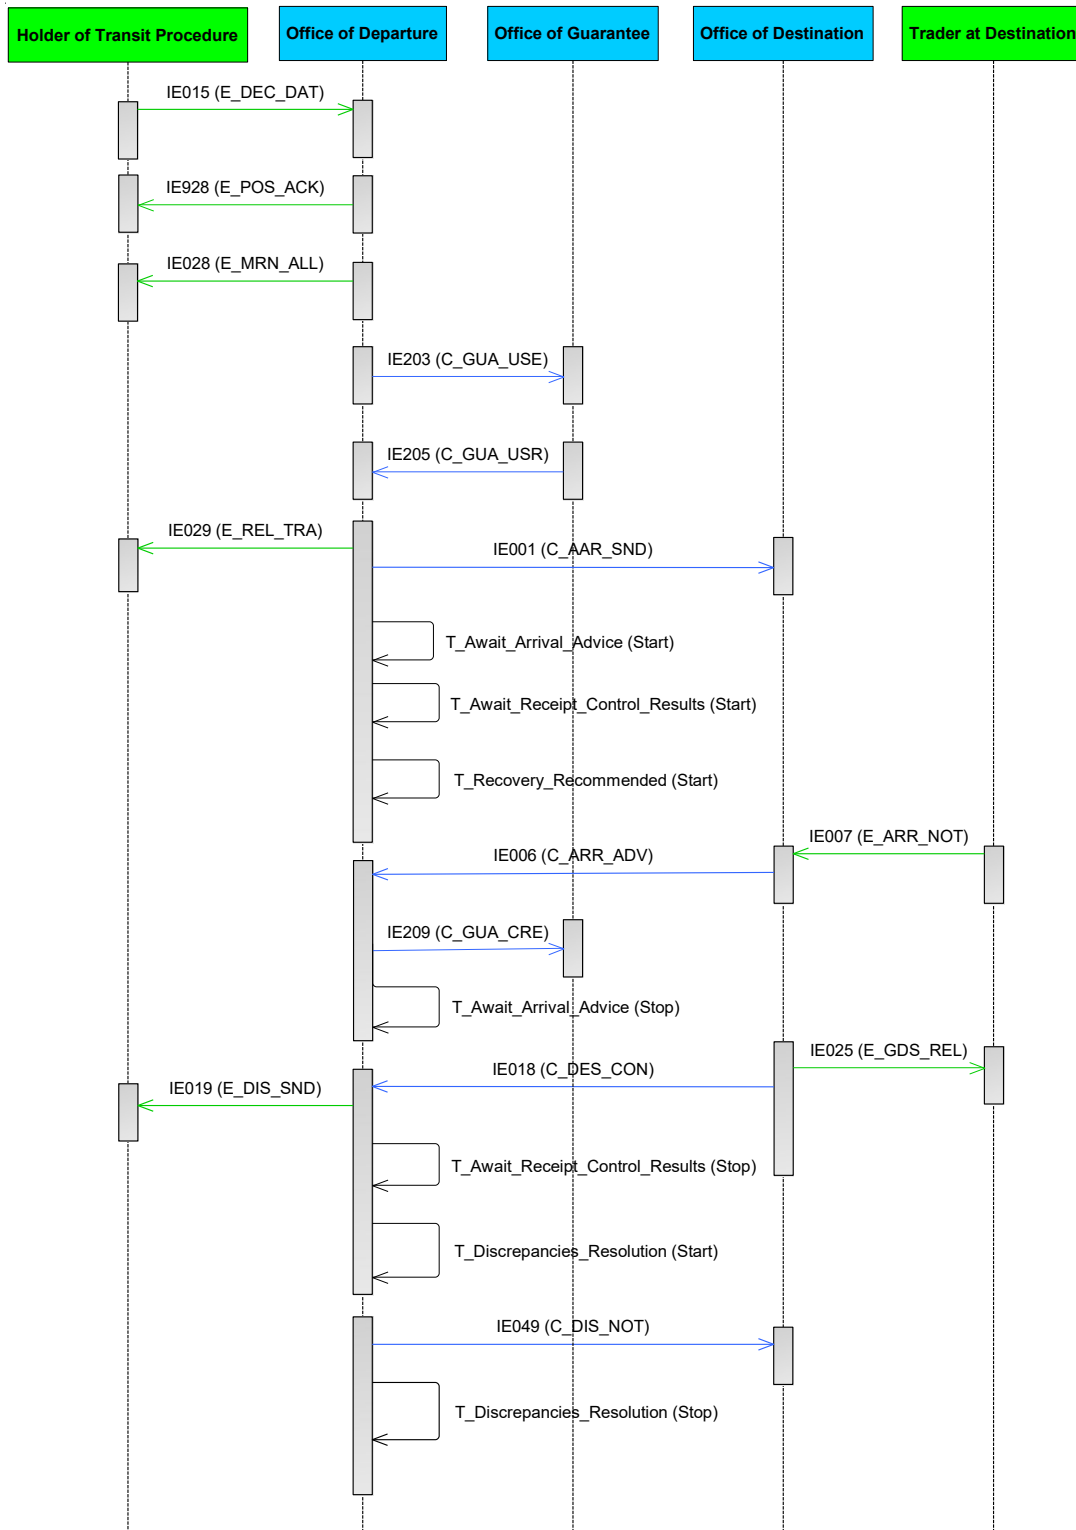 Holder of Transit Procedure
Office of Departure
Office of Guarantee
Office of Destination
Trader at Destination
IE015 (E_DEC_DAT)
IE928 (E_POS_ACK)
IE028 (E_MRN_ALL)
IE203 (C_GUA_USE)
IE205 (C_GUA_USR)
IE029 (E_REL_TRA)
IE001 (C_AAR_SND)
T_Await_Arrival_Advice (Start)
T_Await_Receipt_Control_Results (Start)
T_Recovery_Recommended (Start)
IE007 (E_ARR_NOT)
IE006 (C_ARR_ADV)
IE209 (C_GUA_CRE)
T_Await_Arrival_Advice (Stop)
IE025 (E_GDS_REL)
IE018 (C_DES_CON)
IE019 (E_DIS_SND)
T_Await_Receipt_Control_Results (Stop)
T_Discrepancies_Resolution (Start)
IE049 (C_DIS_NOT)
T_Discrepancies_Resolution (Stop)